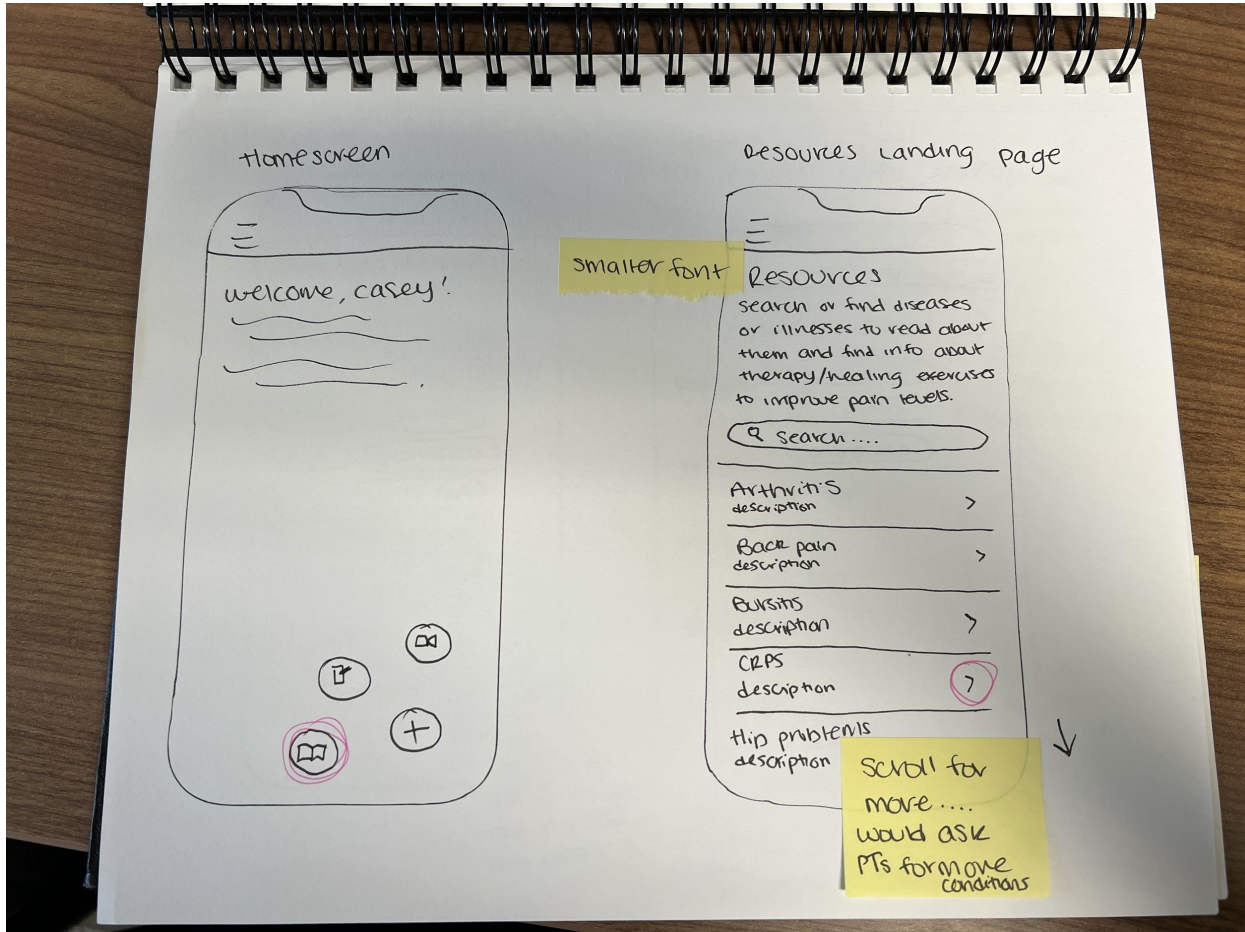 Homescreen
welcome, casey!
Resources Landing page
smaller font
Resources
search or find diseases
or illnesses to read about
them and find info about
therapy/healing exercises
to improve pain levels.
search....
Arthritis
description
Back pain
description
Bursitis
description
CRPS
desciption
Hip problems
description
scroll for
more....
would ask
PTs for more
conditions